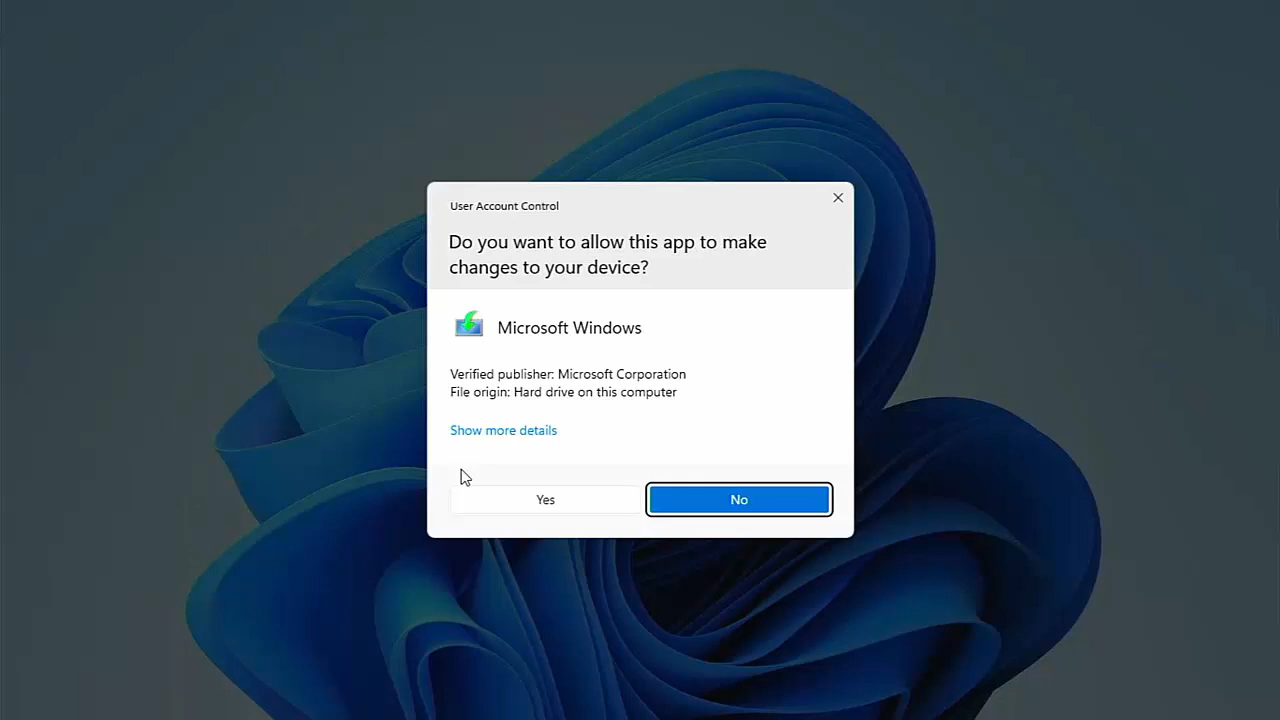 User Account Control
Do you want to allow this app to make
changes to your device?
Microsoft Windows
Verified publisher: Microsoft Corporation
File origin: Hard drive on this computer
Show more details
Yes
No